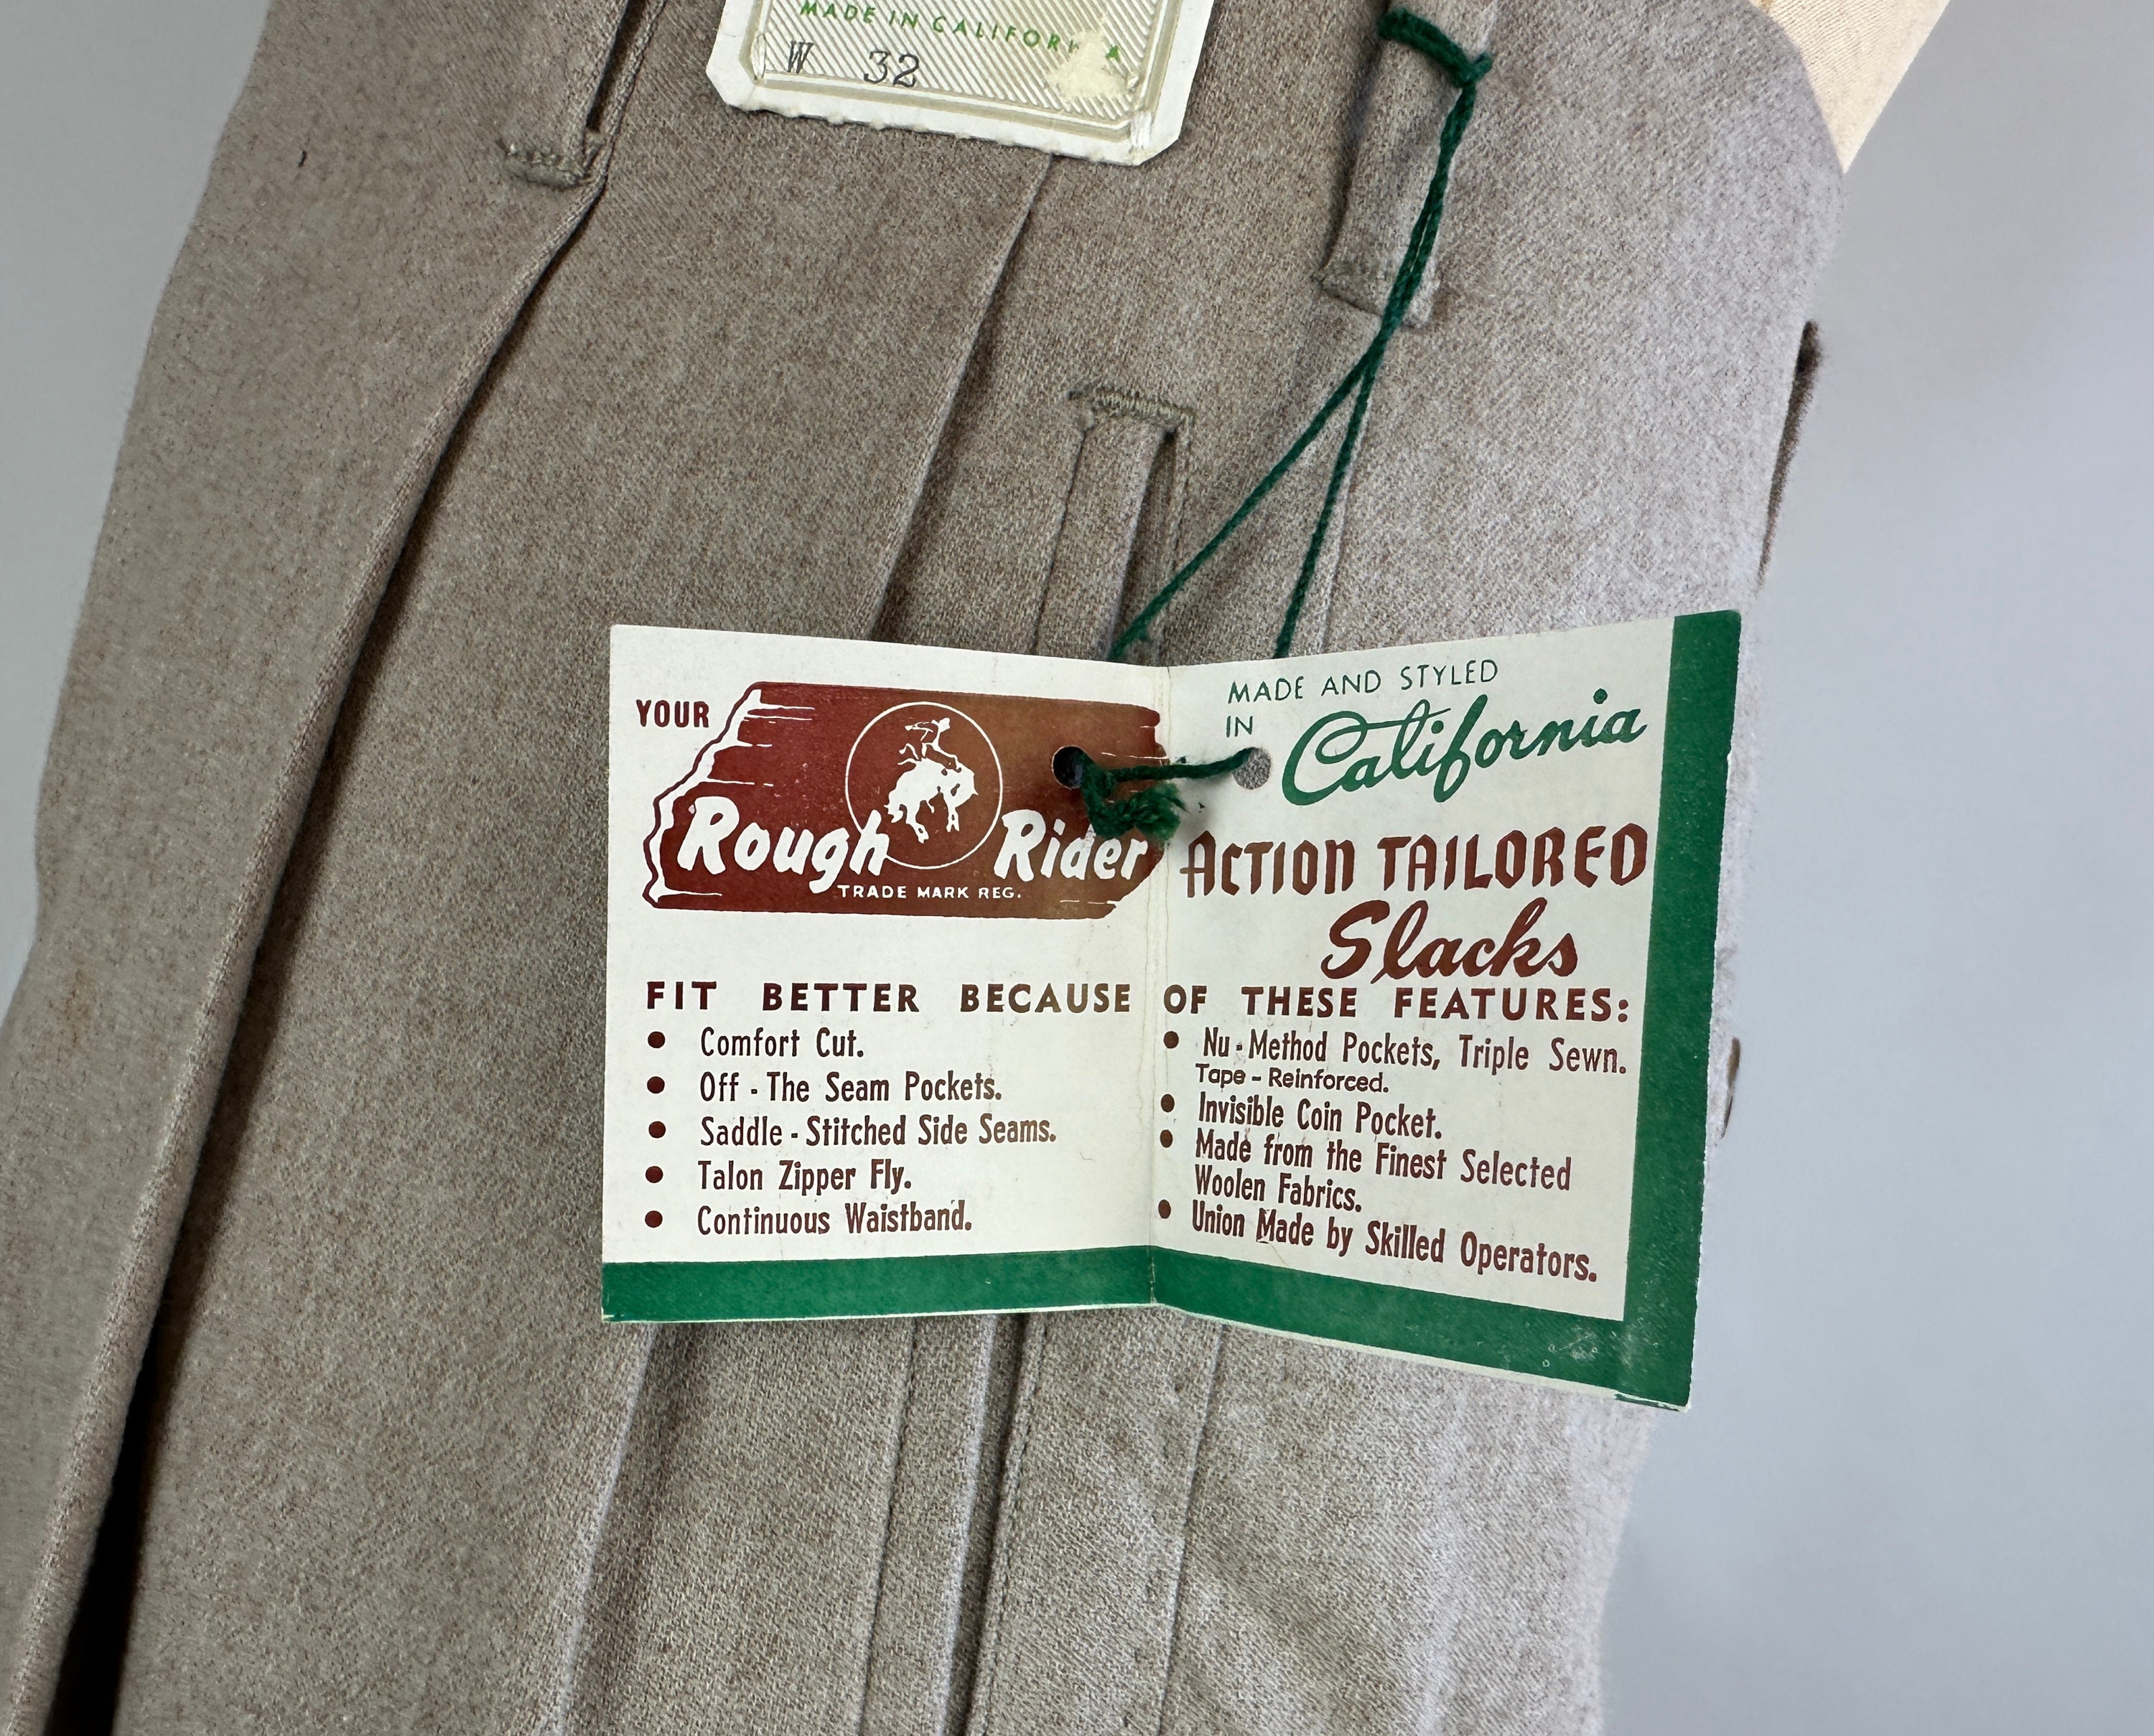 MADE IN CALIFORNIA
W 32
YOUR
Rough Rider
TRADE MARK REG.
MADE AND STYLED
IN California
ACTION TAILORED
Slacks
FIT BETTER BECAUSE OF THESE FEATURES:
• Comfort Cut.
• Off - The Seam Pockets.
• Saddle - Stitched Side Seams.
• Talon Zipper Fly.
• Continuous Waistband.
• Nu - Method Pockets, Triple Sewn.
Tape - Reinforced.
• Invisible Coin Pocket.
• Made from the Finest Selected
Woolen Fabrics.
• Union Made by Skilled Operators.